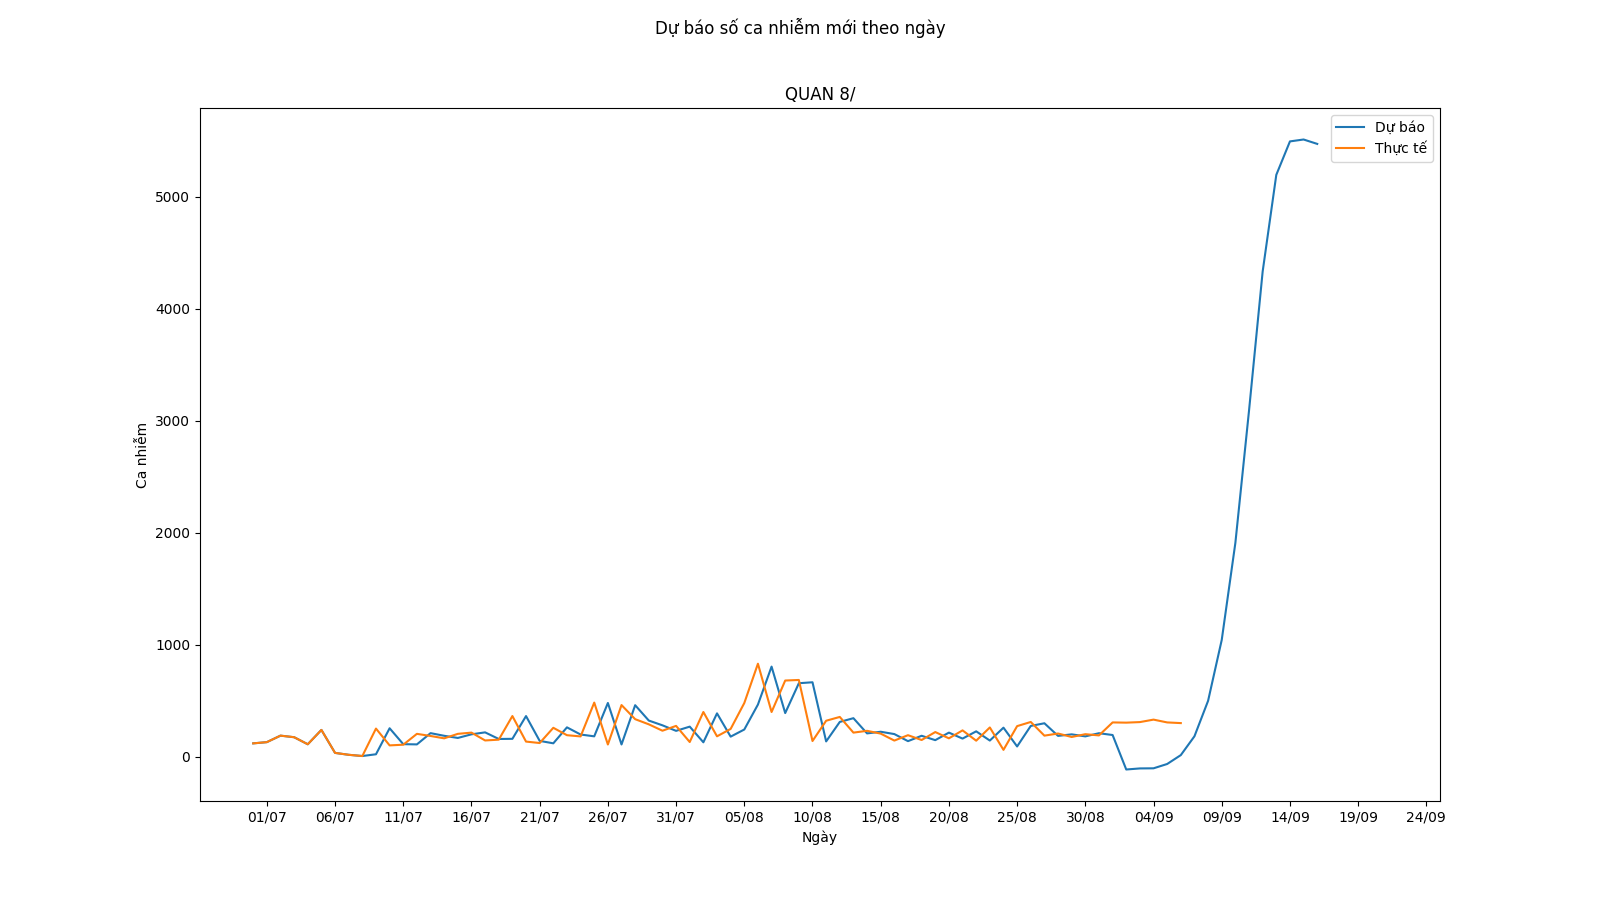 Dự báo số ca nhiễm mới theo ngày
QUAN 8/
Dự báo
Thực tế
5000
4000
3000
2000
1000
0
Ca nhiễm
01/07 06/07 11/07 16/07 21/07 26/07 31/07 05/08 10/08 15/08 20/08 25/08 30/08 04/09 09/09 14/09 19/09 24/09
Ngày